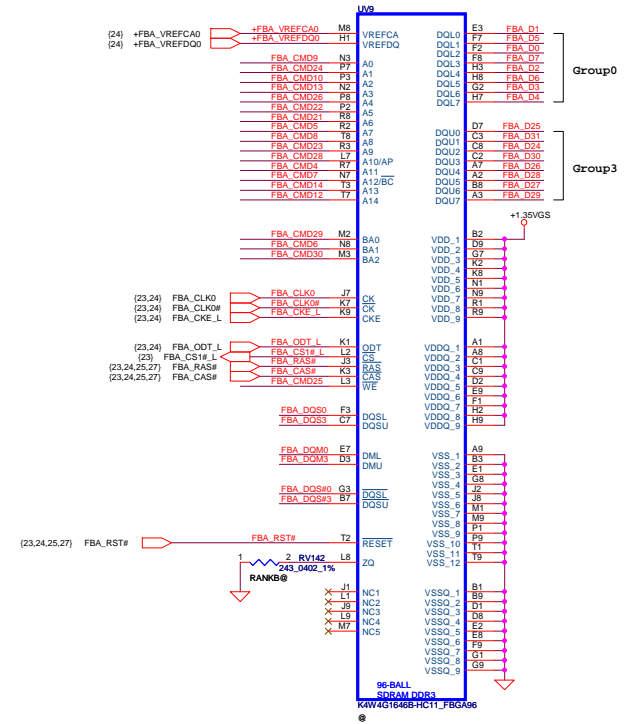 UV9
{24} +FBA_VREFCA0 +FBA_VREFCA0 M8 VREFCA E3 FBA_D1
{24} +FBA_VREFDQ0 +FBA_VREFDQ0 H1 VREFDQ DQL0 F7 FBA_D5
DQL1 F2 FBA_D0
FBA_CMD9 N3 A0 DQL2 F8 FBA_D7
FBA_CMD24 P7 A1 DQL3 H3 FBA_D2
FBA_CMD10 P3 A2 DQL4 H8 FBA_D6
FBA_CMD13 N2 A3 DQL5 G2 FBA_D3
FBA_CMD26 P8 A4 DQL6 H7 FBA_D4
FBA_CMD22 P2 A5 DQL7
Group0
FBA_CMD21 R8 A6
FBA_CMD5 R2 A7 DQU0 D7 FBA_D25
FBA_CMD8 T8 A8 DQU1 C3 FBA_D31
FBA_CMD23 R3 A9 DQU2 C8 FBA_D24
FBA_CMD28 L7 A10/AP DQU3 C2 FBA_D30
FBA_CMD4 R7 A11 DQU4 A7 FBA_D26
FBA_CMD7 N7 A12/BC DQU5 A2 FBA_D28
FBA_CMD14 T3 A13 DQU6 B8 FBA_D27
FBA_CMD12 T7 A14 DQU7 A3 FBA_D29
Group3
+1.35VGS
FBA_CMD29 M2 BA0 VDD_1 B2
FBA_CMD6 N8 BA1 VDD_2 D9
FBA_CMD30 M3 BA2 VDD_3 G7
VDD_4 K2
VDD_5 K8
VDD_6 N1
{23,24} FBA_CLK0 FBA_CLK0 J7 CK VDD_7 N9
{23,24} FBA_CLK0# FBA_CLK0# K7 CK VDD_8 R1
{23,24} FBA_CKE_L FBA_CKE_L K9 CKE VDD_9 R9
{23,24} FBA_ODT_L FBA_ODT_L K1 ODT VDDQ_1 A1
{23} FBA_CS1#_L FBA_CS1#_L L2 CS VDDQ_2 A8
{23,24,25,27} FBA_RAS# FBA_RAS# J3 RAS VDDQ_3 C1
{23,24,25,27} FBA_CAS# FBA_CAS# K3 CAS VDDQ_4 C9
FBA_CMD25 L3 WE VDDQ_5 D2
VDDQ_6 E9
VDDQ_7 F1
FBA_DQS0 F3 DQSL VDDQ_8 H2
FBA_DQS3 C7 DQSU VDDQ_9 H9
FBA_DQM0 E7 DML VSS_1 A9
FBA_DQM3 D3 DMU VSS_2 B3
VSS_3 E1
VSS_4 G8
FBA_DQS#0 G3 DQSL VSS_5 J2
FBA_DQS#3 B7 DQSU VSS_6 J8
VSS_7 M1
VSS_8 M9
VSS_9 P1
{23,24,25,27} FBA_RST# FBA_RST# T2 RESET VSS_10 P9
VSS_11 T1
1 2 RV142 L8 ZQ VSS_12 T9
243_0402_1%
RANKB@
J1 NC1 VSSQ_1 B1
L1 NC2 VSSQ_2 B9
J9 NC3 VSSQ_3 D1
L9 NC4 VSSQ_4 D8
M7 NC5 VSSQ_5 E2
VSSQ_6 E8
VSSQ_7 F9
VSSQ_8 G1
VSSQ_9 G9
96-BALL
SDRAM DDR3
K4W4G1646B-HC11_FBGA96
@